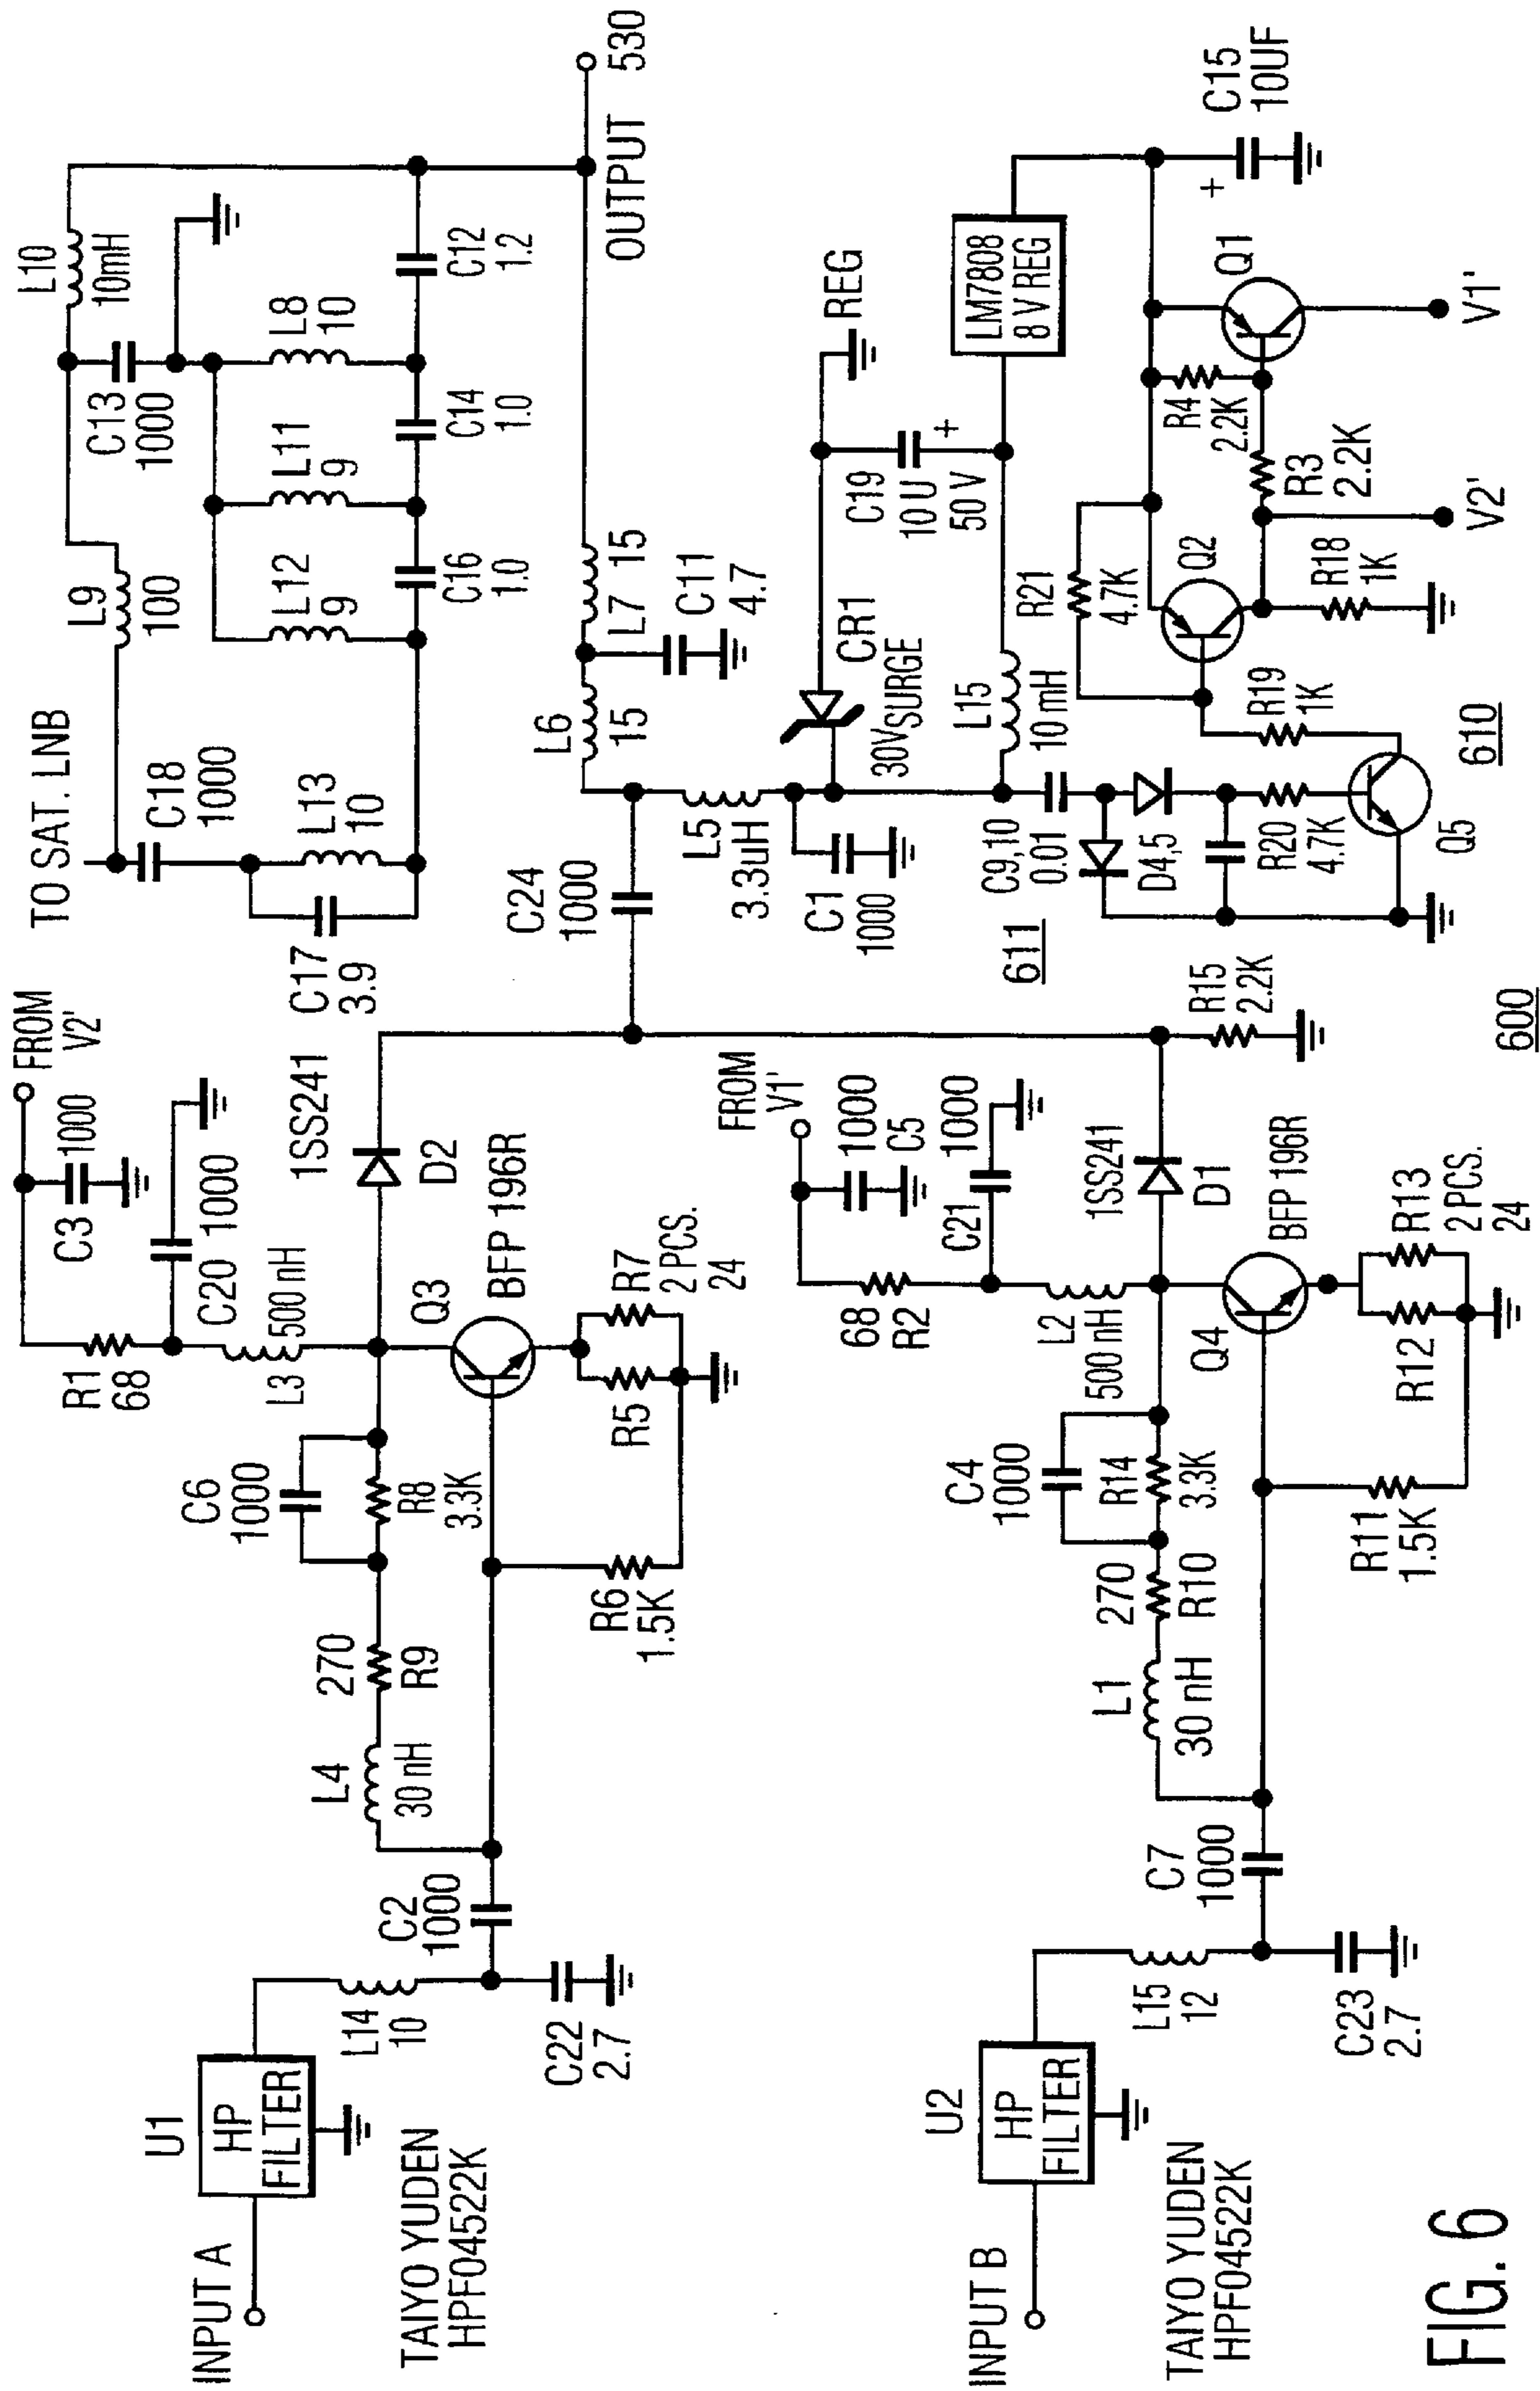 INPUT A
U1
HP
FILTER
TAIYO YUDEN
HPF04522K
L14
10
C22
2.7
C2
1000
L4
30 nH
270
R9
C6
1000
R8
3.3K
R6
1.5K
R1
68
C3
1000
FROM
V2'
C20
1000
L3
500 nH
1SS241
D2
Q3
BFP 196R
R5
R7
2 PCS.
24
INPUT B
U2
HP
FILTER
TAIYO YUDEN
HPF04522K
L15
12
C23
2.7
C7
1000
L1
30 nH
270
R10
C4
1000
R14
3.3K
R11
1.5K
FROM
V1'
1000
C5
68
R2
C21
1000
L2
500 nH
1SS241
D1
Q4
BFP 196R
R12
R13
2 PCS.
24
R15
2.2K
TO SAT. LNB
C18
1000
C17
3.9
L13
10
L9
100
L10
10mH
C13
1000
L12
9
L11
9
L8
10
C16
1.0
C14
1.0
C12
1.2
OUTPUT
530
C24
1000
L6
15
L7
15
C11
4.7
L5
3.3uH
C1
1000
CR1
30V SURGE
REG
C19
10 U
50 V
+
L15
10 mH
LM7808
8 V REG
C15
10UF
+
611
C9,10
0.01
D4,5
R20
4.7K
Q5
R19
1K
R21
4.7K
Q2
R18
1K
R4
2.2K
R3
2.2K
Q1
V2'
V1'
610
600
FIG. 6